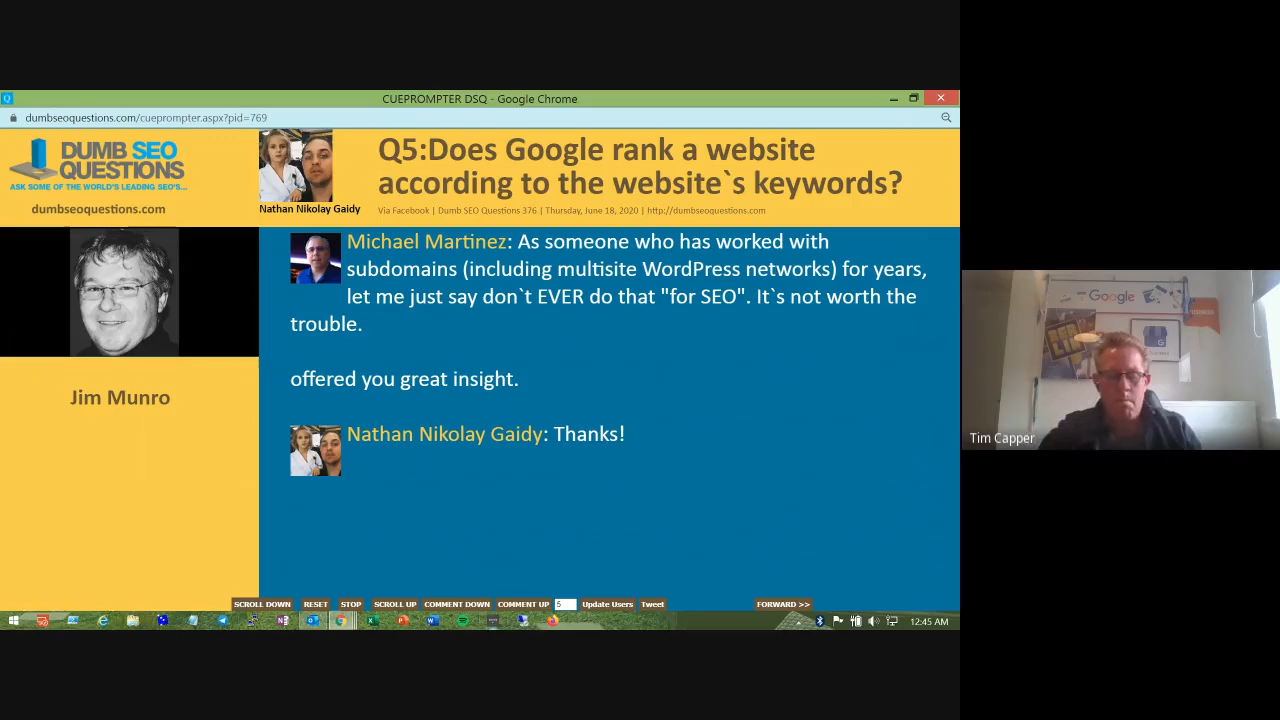 CUEPROMPTER DSQ - Google Chrome
dumbseoquestions.com/cueprompter.aspx?pid=769
DUMB SEO
QUESTIONS
ASK SOME OF THE WORLD'S LEADING SEO'S...
dumbseoquestions.com
Nathan Nikolay Gaidy
Q5:Does Google rank a website
according to the website`s keywords?
Via Facebook | Dumb SEO Questions 376 | Thursday, June 18, 2020 | http://dumbseoquestions.com
Jim Munro
Michael Martinez: As someone who has worked with
subdomains (including multisite WordPress networks) for years,
let me just say don`t EVER do that "for SEO". It`s not worth the
trouble.
offered you great insight.
Nathan Nikolay Gaidy: Thanks!
Google
Tim Capper
SCROLL DOWN RESET STOP SCROLL UP COMMENT DOWN COMMENT UP 5 Update Users Tweet FORWARD >>
12:45 AM